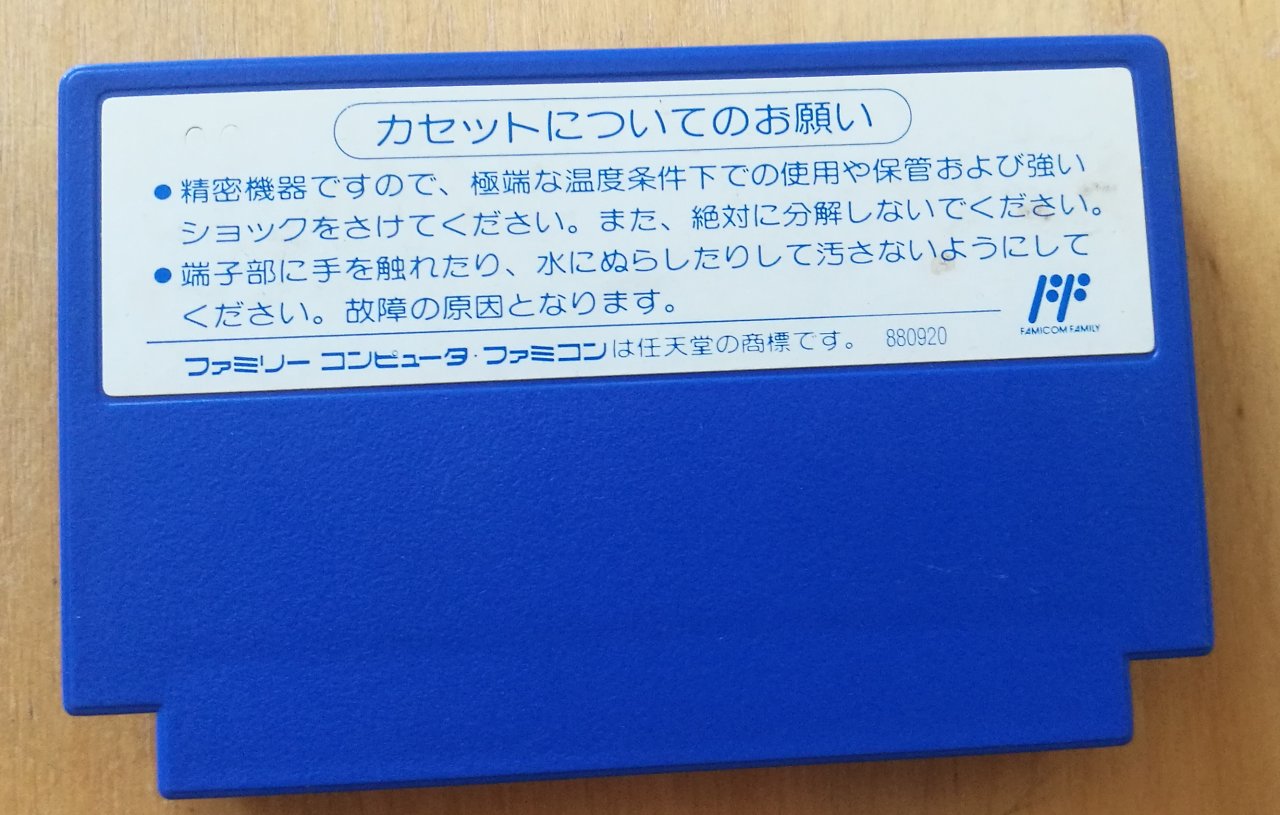 カセットについてのお願い
●精密機器ですので、極端な温度条件下での使用や保管および強い
ショックをさけてください。また、絶対に分解しないでください。
●端子部に手を触れたり、水にぬらしたりして汚さないようにして
ください。故障の原因となります。
FAMICOM FAMILY
ファミリー コンピュータ・ファミコンは任天堂の商標です。 880920